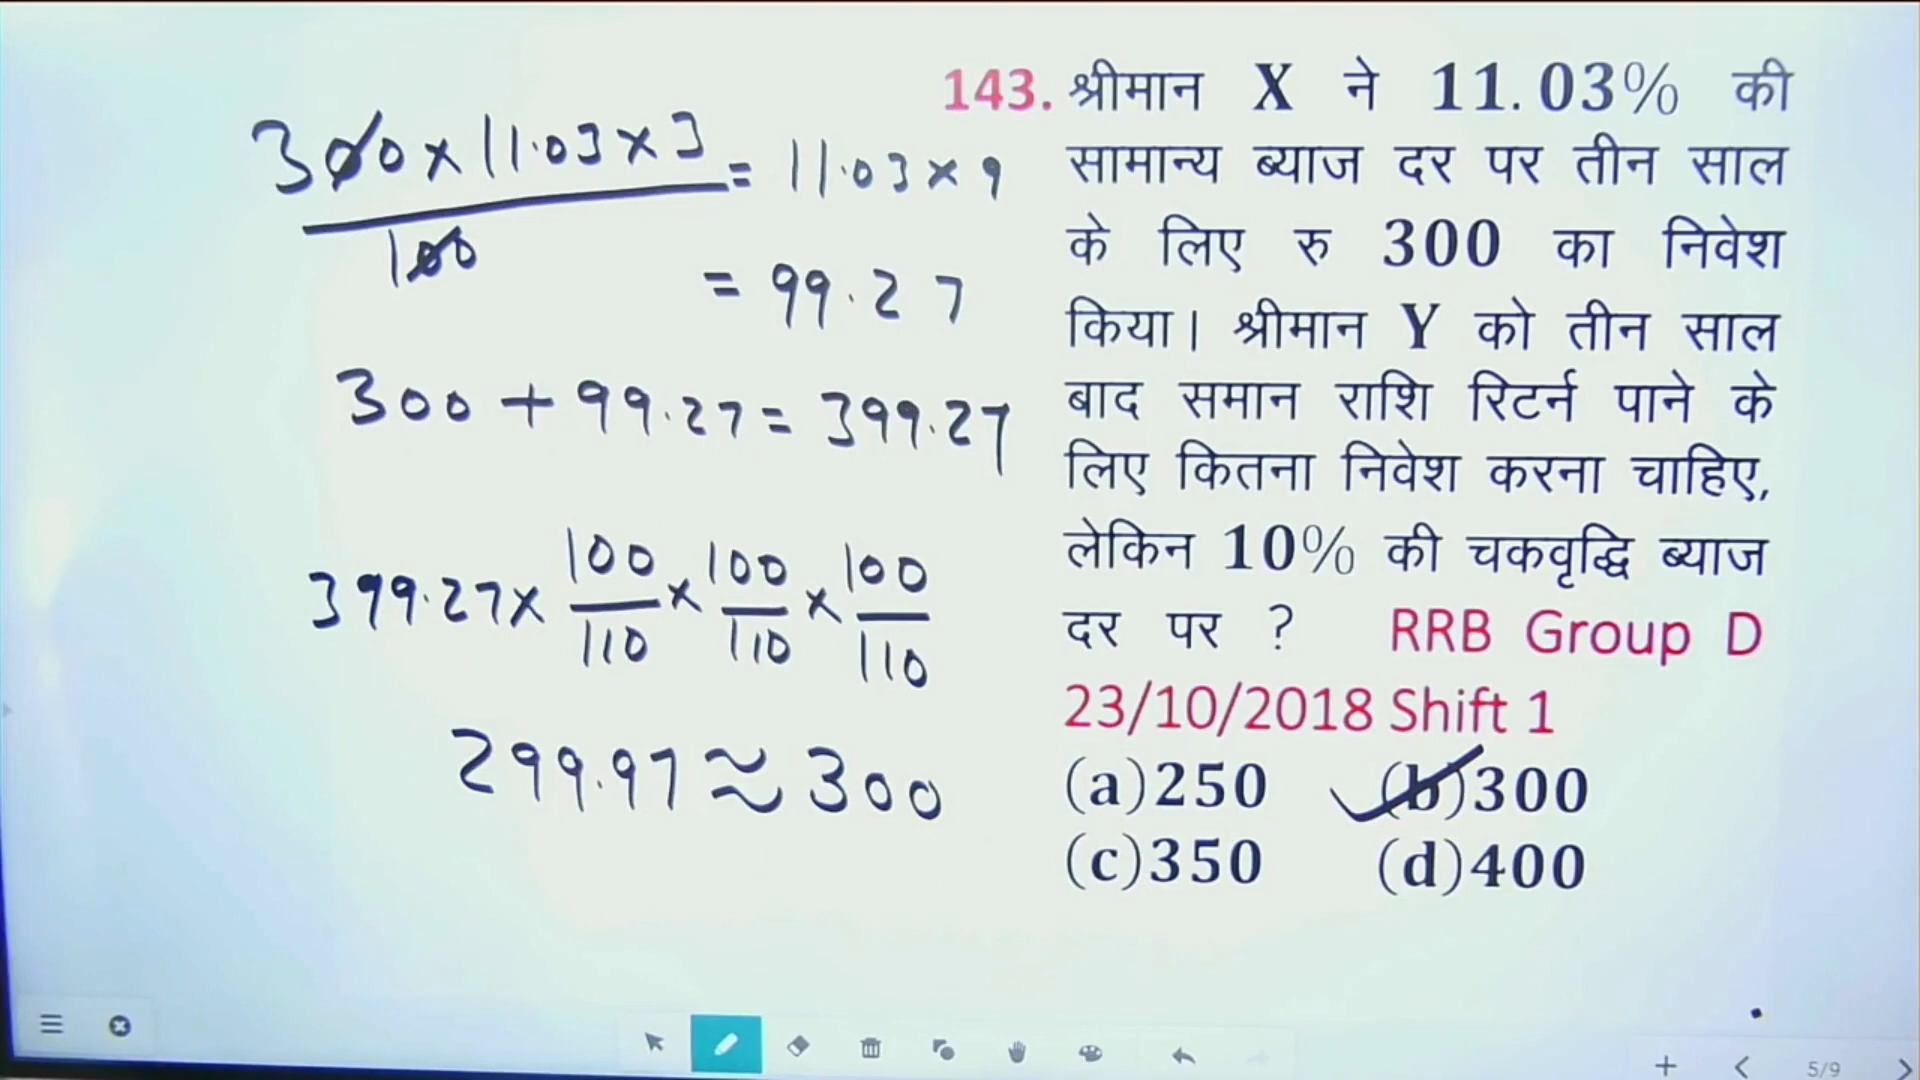 143. श्रीमान X ने 11.03% की
सामान्य ब्याज दर पर तीन साल
के लिए रु 300 का निवेश
किया। श्रीमान Y को तीन साल
बाद समान राशि रिटर्न पाने के
लिए कितना निवेश करना चाहिए,
लेकिन 10% की चकवृद्धि ब्याज
दर पर ? RRB Group D
23/10/2018 Shift 1
(a)250 (b)300
(c)350 (d)400
300 x 11.03 x 3 = 11.03 x 9
100
= 99.27
300 + 99.27 = 399.27
399.27 x 100 x 100 x 100
110 110 110
299.97 ≈ 300
5/9